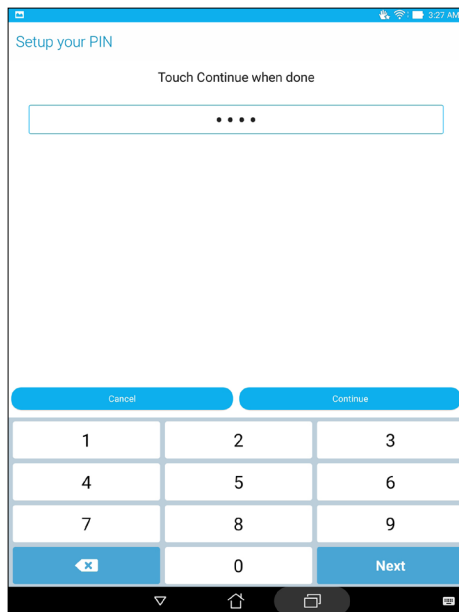 3:27 AM
Setup your PIN
Touch Continue when done
••••
Cancel Continue
1 2 3
4 5 6
7 8 9
0 Next